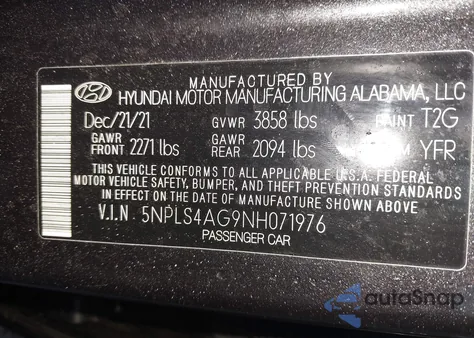 MANUFACTURED BY
HYUNDAI MOTOR MANUFACTURING ALABAMA, LLC
Dec/21/21 GVWR 3858 lbs PAINT T2G
GAWR FRONT 2271 lbs GAWR REAR 2094 lbs YFR
THIS VEHICLE CONFORMS TO ALL APPLICABLE U.S.A. FEDERAL
MOTOR VEHICLE SAFETY, BUMPER, AND THEFT PREVENTION STANDARDS
IN EFFECT ON THE DATE OF MANUFACTURE SHOWN ABOVE
V.I.N. 5NPLS4AG9NH071976
PASSENGER CAR
autoSnap